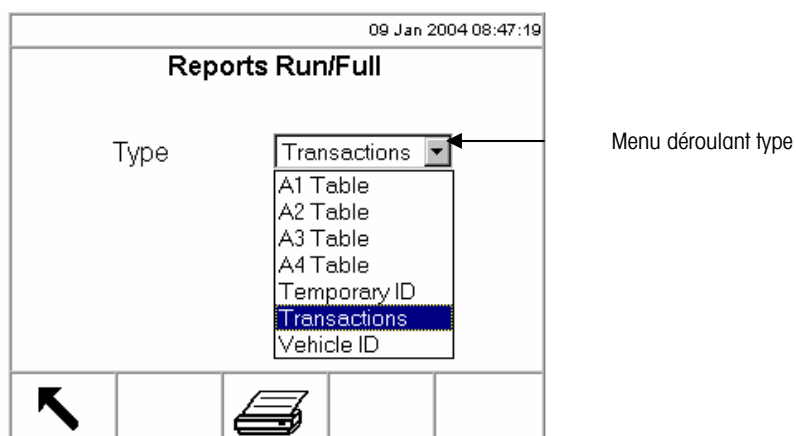 09 Jan 2004 08:47:19
Reports Run/Full
Type
Transactions
Menu déroulant type
A1 Table
A2 Table
A3 Table
A4 Table
Temporary ID
Transactions
Vehicle ID